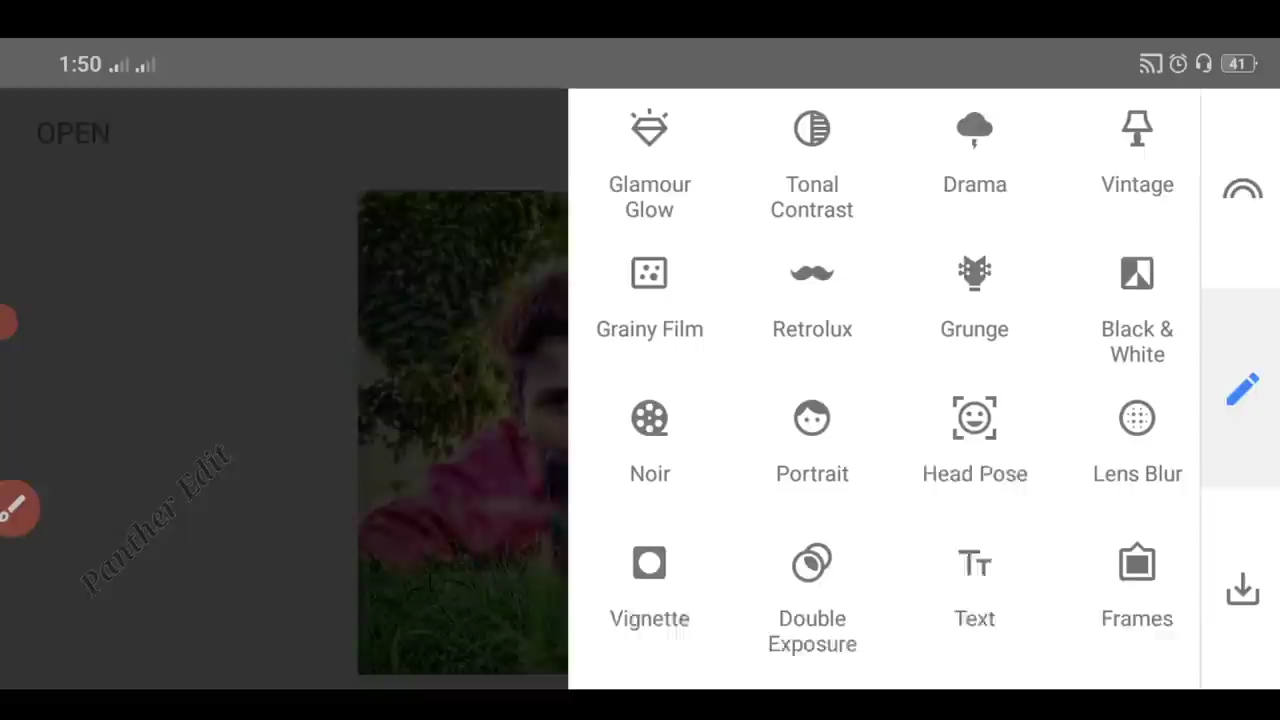 1:50
41
OPEN
Glamour
Glow
Tonal
Contrast
Drama
Vintage
Grainy Film
Retrolux
Grunge
Black &
White
Noir
Portrait
Head Pose
Lens Blur
Vignette
Double
Exposure
Text
Frames
Panther Edit